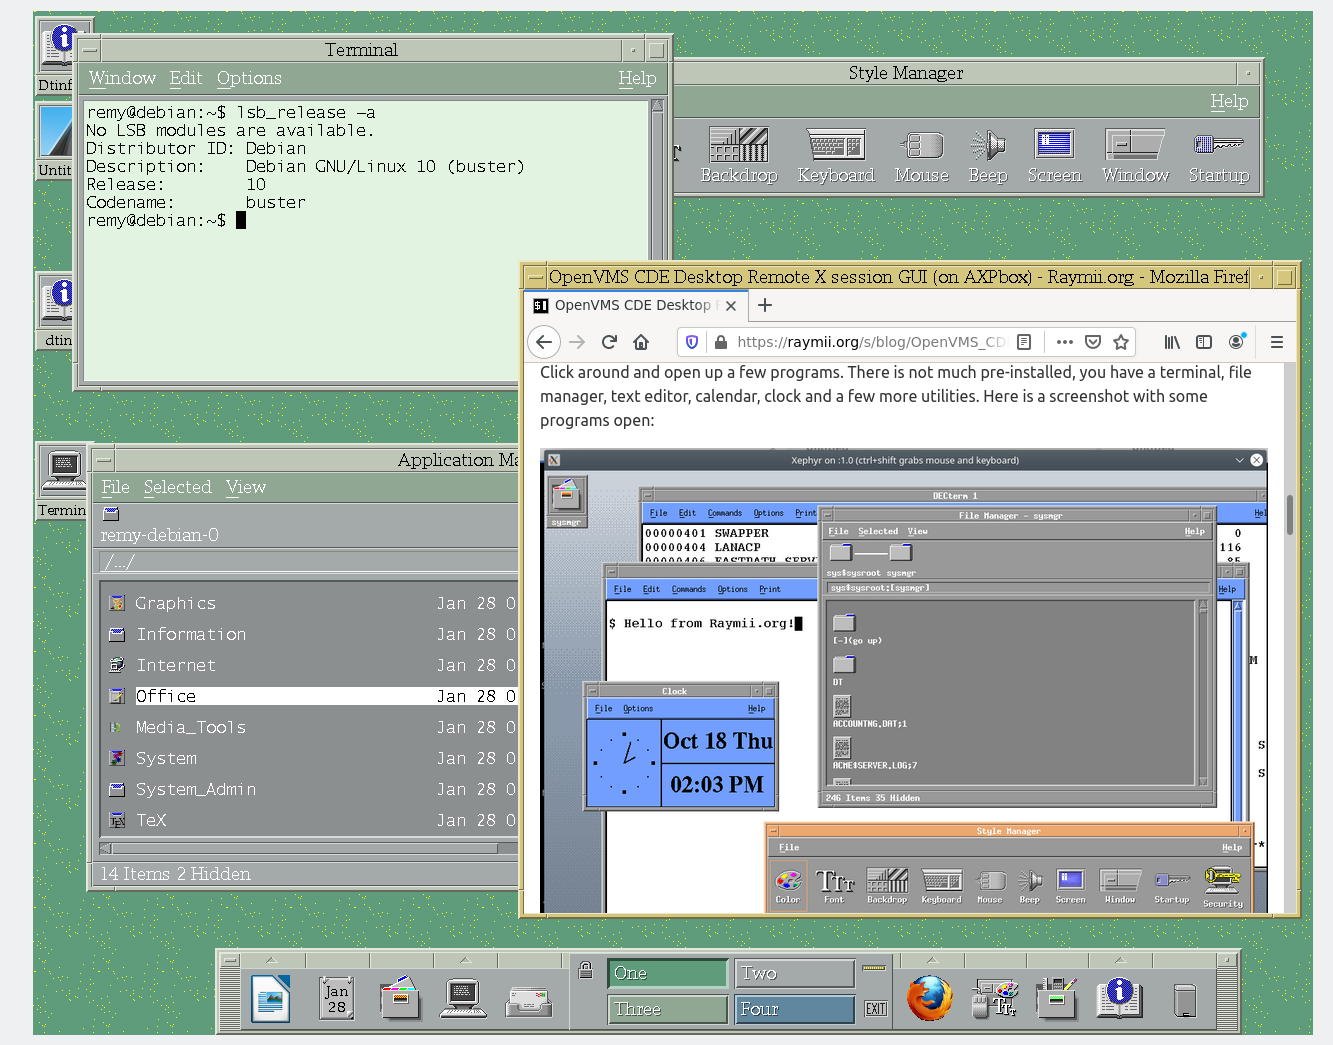 Dtinf
Untit
dtin
Termin
Terminal
Window Edit Options Help
remy@debian:~$ lsb_release -a
No LSB modules are available.
Distributor ID: Debian
Description: Debian GNU/Linux 10 (buster)
Release: 10
Codename: buster
remy@debian:~$
Style Manager
Help
Backdrop Keyboard Mouse Beep Screen Window Startup
Application Ma
File Selected View
remy-debian-0
/.../
Graphics Jan 28 0
Information Jan 28 0
Internet Jan 28 0
Office Jan 28 0
Media_Tools Jan 28 0
System Jan 28 0
System_Admin Jan 28 0
TeX Jan 28 0
14 Items 2 Hidden
OpenVMS CDE Desktop Remote X session GUI (on AXPbox) - Raymii.org - Mozilla Firef
OpenVMS CDE Desktop
https://raymii.org/s/blog/OpenVMS_CD
Click around and open up a few programs. There is not much pre-installed, you have a terminal, file
manager, text editor, calendar, clock and a few more utilities. Here is a screenshot with some
programs open:
Xephyr on :1.0 (ctrl+shift grabs mouse and keyboard)
sysmgr
DECterm 1
File Edit Commands Options Print Hel
00000401 SWAPPER 0
00000404 LANACP 116
00000406 FASTPATH_SERV 85
File Edit Commands Options Print Help
$ Hello from Raymii.org!
File Manager - sysmgr
File Selected View Help
sys$sysroot sysmgr
sys$sysroot:[sysmgr]
[-](go up)
DT
ACCOUNTNG.DAT;1
ACME$SERVER.LOG;7
246 Items 35 Hidden
M
S
S
Clock
File Options Help
Oct 18 Thu
02:03 PM
Style Manager
File Help
Color Font Backdrop Keyboard Mouse Beep Screen Window Startup Security
Jan
28
One Two
Three Four
EXIT